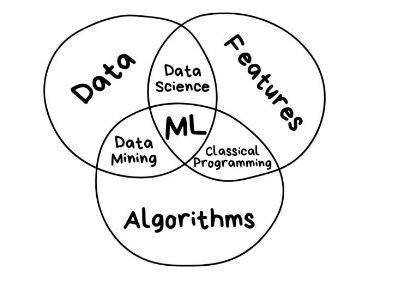 Data
Features
Data
Science
ML
Data
Mining
Classical
Programming
Algorithms